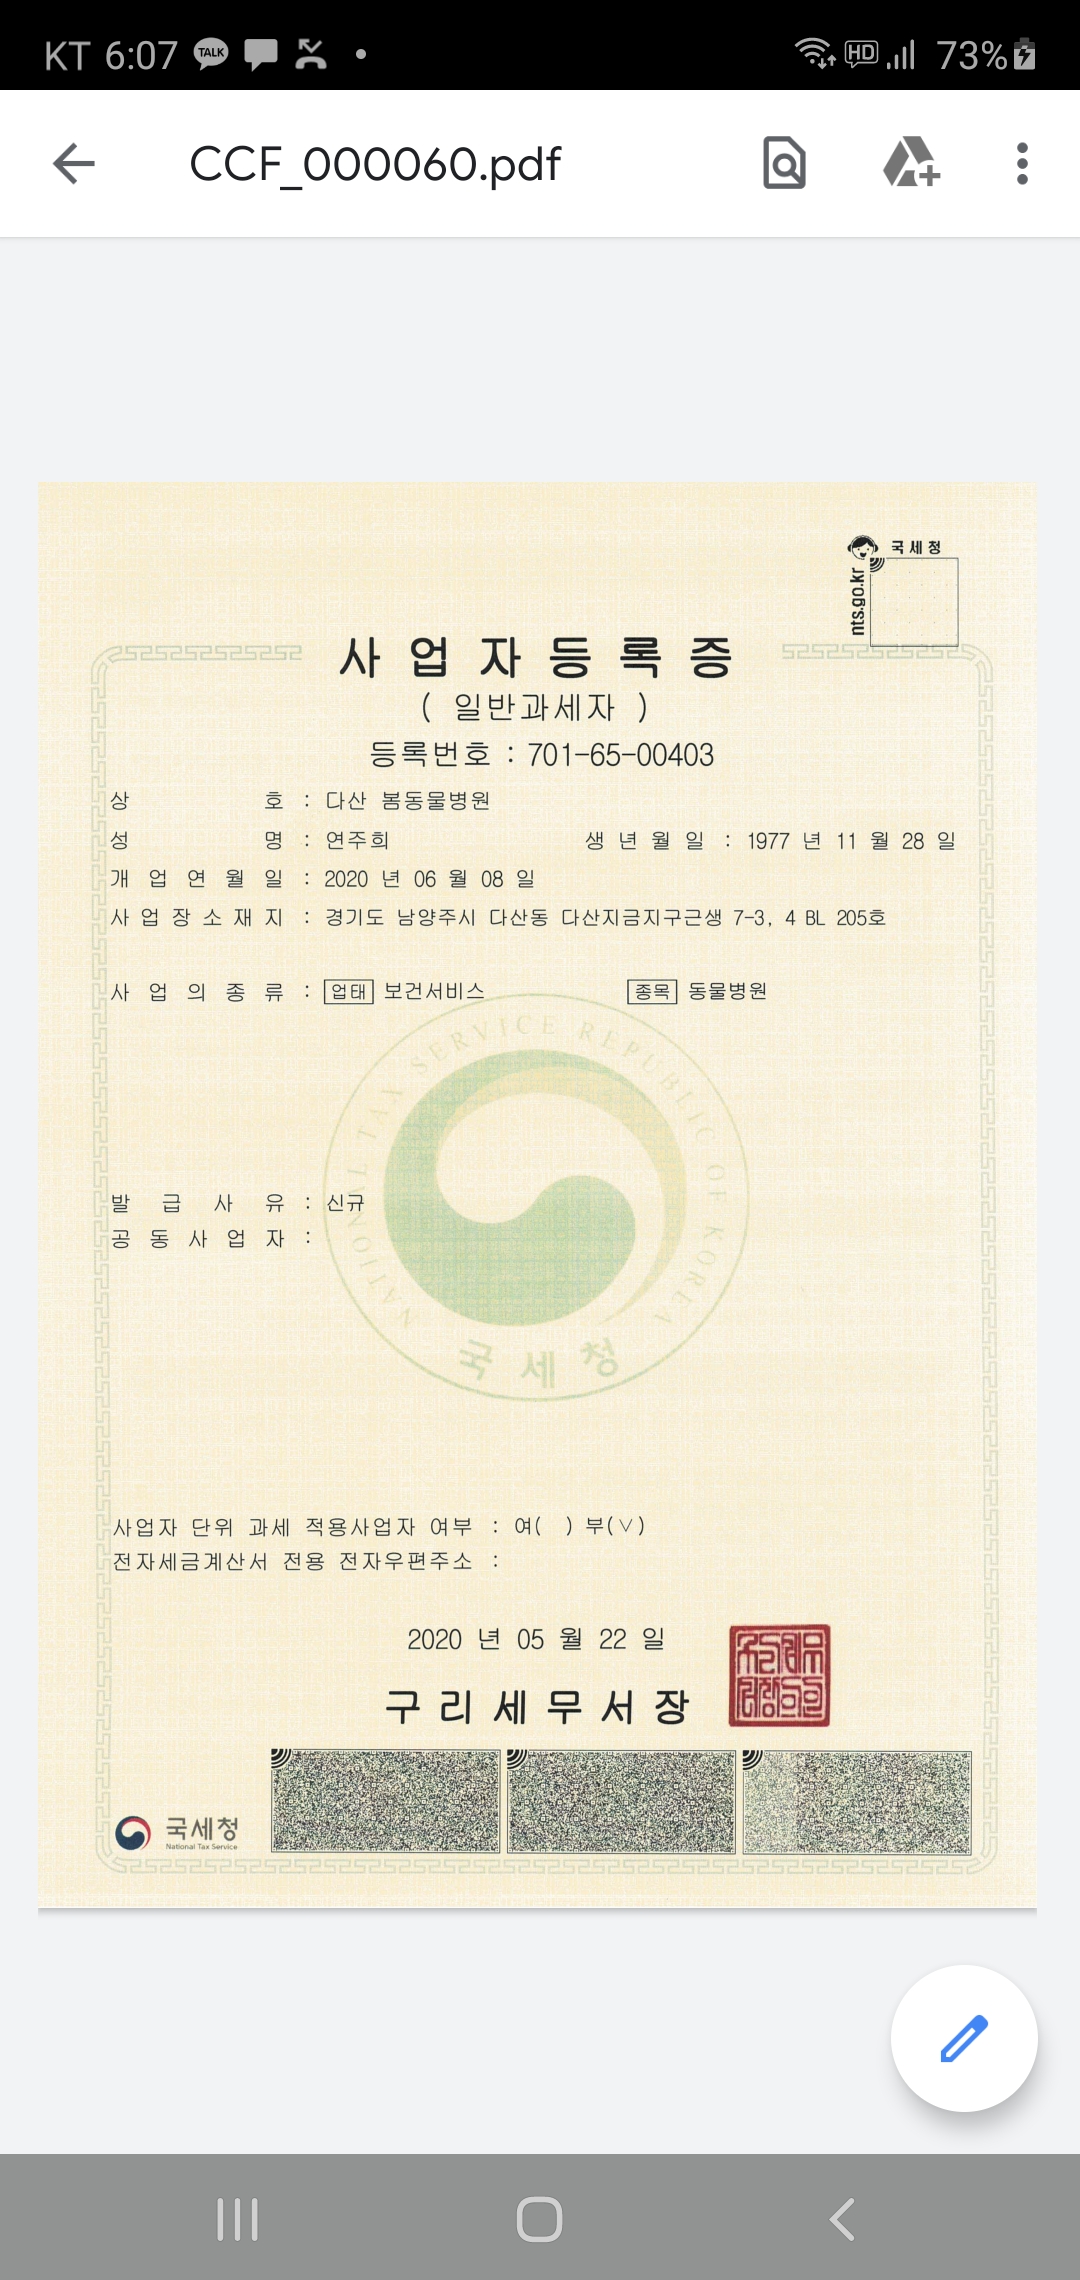 KT 6:07 TALK HD 73%
CCF_000060.pdf
국세청
nts.go.kr
사업자등록증
( 일반과세자 )
등록번호 : 701-65-00403
상 호 : 다산 봄동물병원
성 명 : 연주희 생 년 월 일 : 1977 년 11 월 28 일
개 업 연 월 일 : 2020 년 06 월 08 일
사 업 장 소 재 지 : 경기도 남양주시 다산동 다산지금지구근생 7-3, 4 BL 205호
사 업 의 종 류 : 업태 보건서비스 종목 동물병원
NATIONAL TAX SERVICE REPUBLIC OF KOREA
발 급 사 유 : 신규
공 동 사 업 자 :
국세청
사업자 단위 과세 적용사업자 여부 : 여( ) 부(∨)
전자세금계산서 전용 전자우편주소 :
2020 년 05 월 22 일
구리세무서장
국세청
National Tax Service